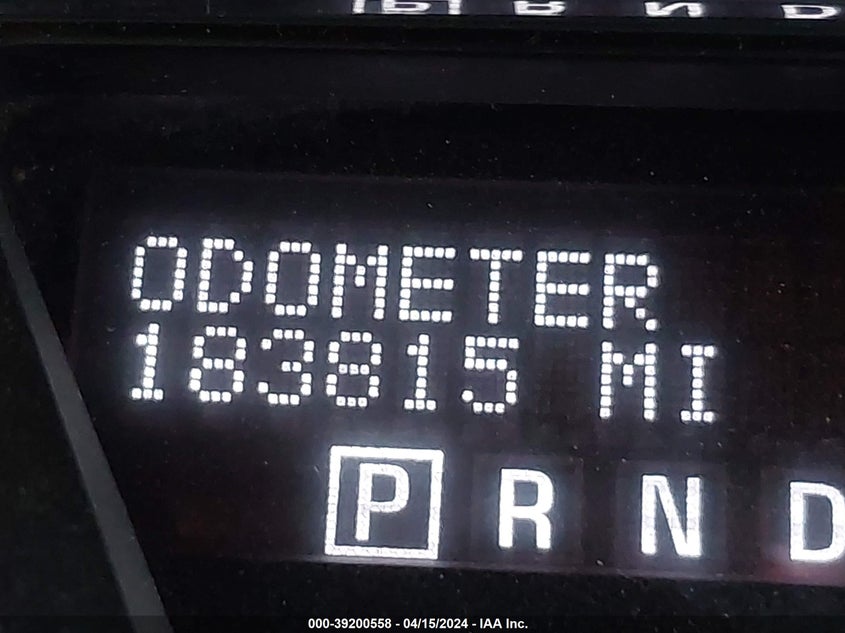 ODOMETER
183815 MI
P R N D
000-39200558 - 04/15/2024 - IAA Inc.